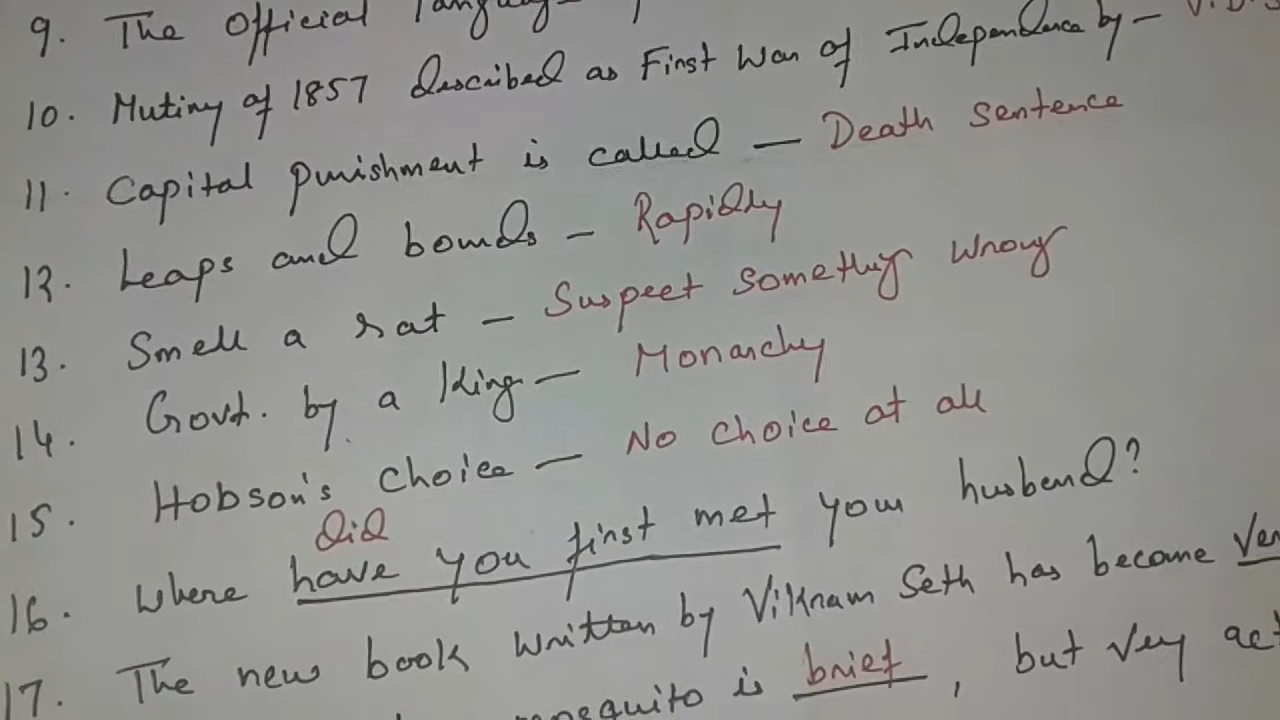 9. The Official
10. Mutiny of 1857 described as First War of Independence by -
11. Capital punishment is called - Death sentence
12. Leaps and bounds - Rapidly
13. Smell a rat - Suspect something wrong
14. Govt. by a King - Monarchy
15. Hobson's choice - No choice at all
did
16. Where have you first met your husband?
17. The new book written by Vikram Seth has become
mosquito is brief, but very